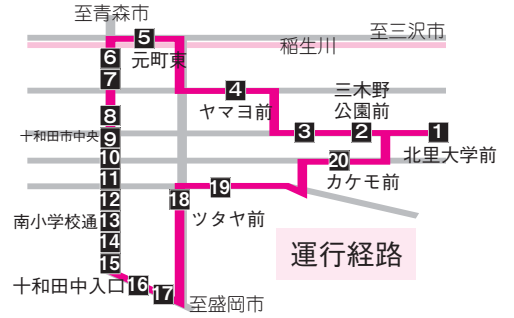 至青森市
至三沢市
稲生川
5
元町東
6
7
4
三木野
公園前
ヤマヨ前
8
十和田市中央
9
3
2
1
北里大学前
10
20
カケモ前
11
19
12
18
ツタヤ前
南小学校通
13
14
15
運行経路
十和田中入口
16
17
至盛岡市